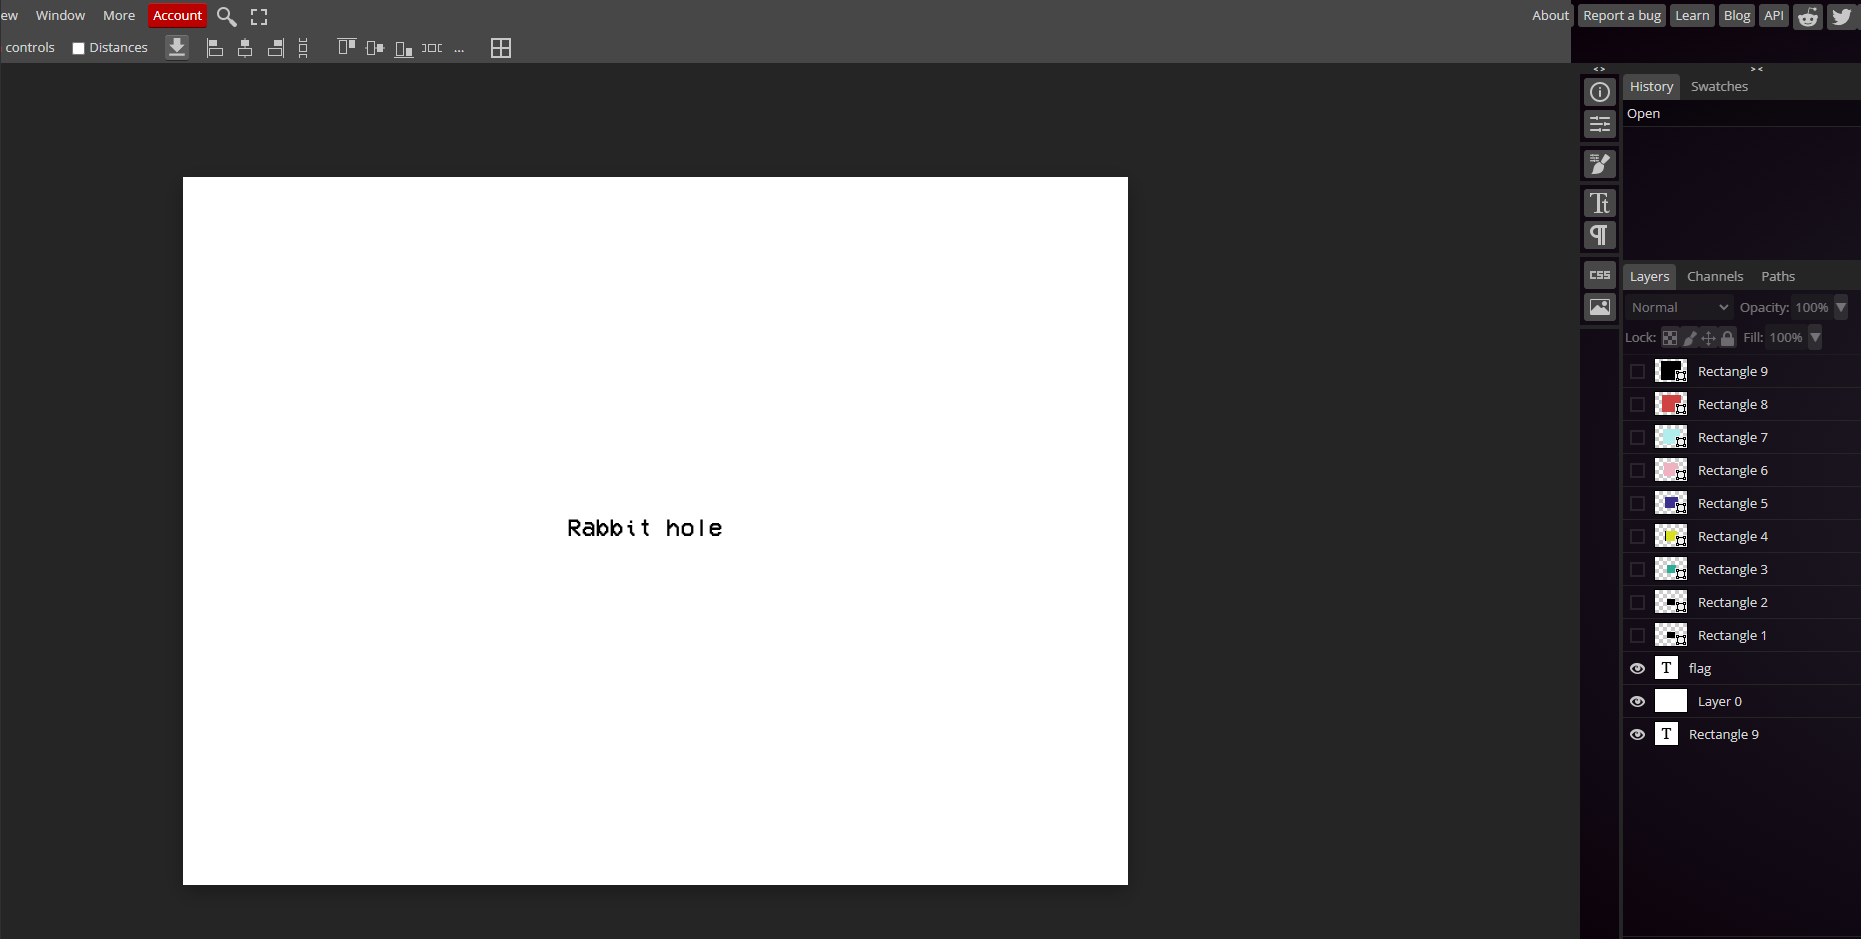 ew Window More Account About Report a bug Learn Blog API
controls Distances ...
< > > <
History Swatches
Open
Tt
¶
CSS
Layers Channels Paths
Normal Opacity: 100%
Lock: Fill: 100%
Rectangle 9
Rectangle 8
Rectangle 7
Rectangle 6
Rectangle 5
Rectangle 4
Rectangle 3
Rectangle 2
Rectangle 1
T flag
Layer 0
T Rectangle 9
Rabbit hole